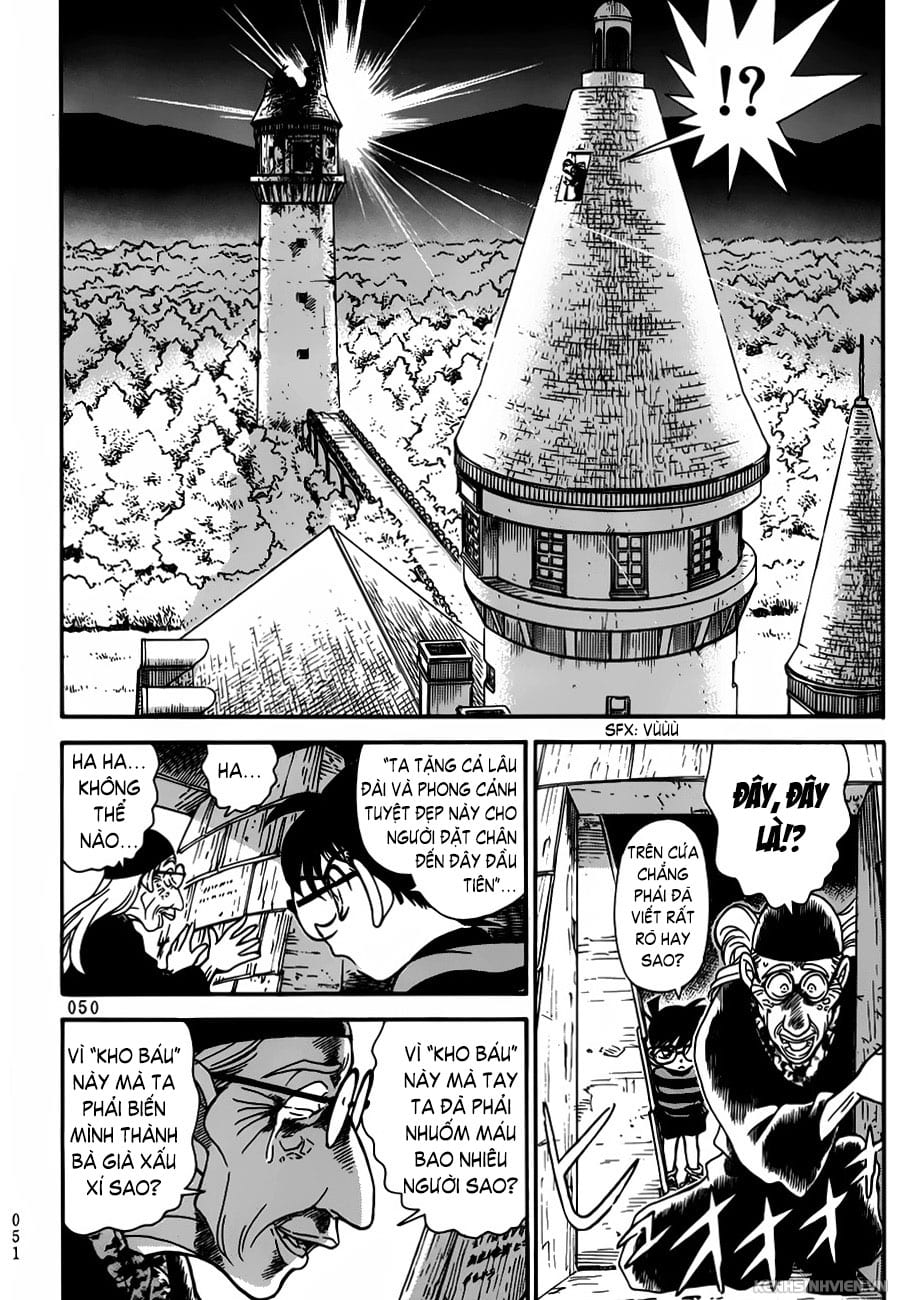 !?
SFX: VÙÙÙ
ĐÂY, ĐÂY
LÀ!?
TRÊN CỬA
CHẲNG
PHẢI ĐÃ
VIẾT RẤT
RÕ HAY
SAO?
"TA TẶNG CẢ LÂU
ĐÀI VÀ PHONG CẢNH
TUYỆT ĐẸP NÀY CHO
NGƯỜI ĐẶT CHÂN
ĐẾN ĐÂY ĐẦU
TIÊN"...
HA...
HA HA...
KHÔNG
THỂ
NÀO...
050
VÌ "KHO BÁU"
NÀY MÀ TAY
TA ĐÃ PHẢI
NHUỐM MÁU
BAO NHIÊU
NGƯỜI SAO?
VÌ "KHO BÁU"
NÀY MÀ TA
PHẢI BIẾN
MÌNH THÀNH
BÀ GIÀ XẤU
XÍ SAO?
051
KENHSINHVIEN.VN